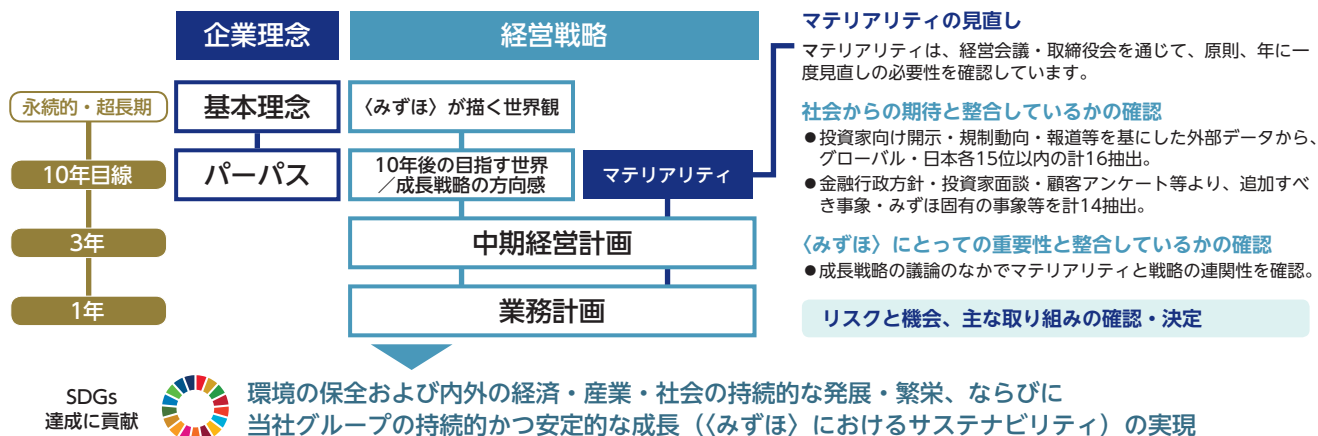 企業理念
経営戦略
永続的・超長期
基本理念
〈みずほ〉が描く世界観
10年目線
パーパス
10年後の目指す世界
／成長戦略の方向感
マテリアリティ
3年
中期経営計画
1年
業務計画
マテリアリティの見直し
マテリアリティは、経営会議・取締役会を通じて、原則、年に一
度見直しの必要性を確認しています。
社会からの期待と整合しているかの確認
●投資家向け開示・規制動向・報道等を基にした外部データから、
グローバル・日本各15位以内の計16抽出。
●金融行政方針・投資家面談・顧客アンケート等より、追加すべ
き事象・みずほ固有の事象等を計14抽出。
〈みずほ〉にとっての重要性と整合しているかの確認
●成長戦略の議論のなかでマテリアリティと戦略の連関性を確認。
リスクと機会、主な取り組みの確認・決定
SDGs
達成に貢献
環境の保全および内外の経済・産業・社会の持続的な発展・繁栄、ならびに
当社グループの持続的かつ安定的な成長（〈みずほ〉におけるサステナビリティ）の実現